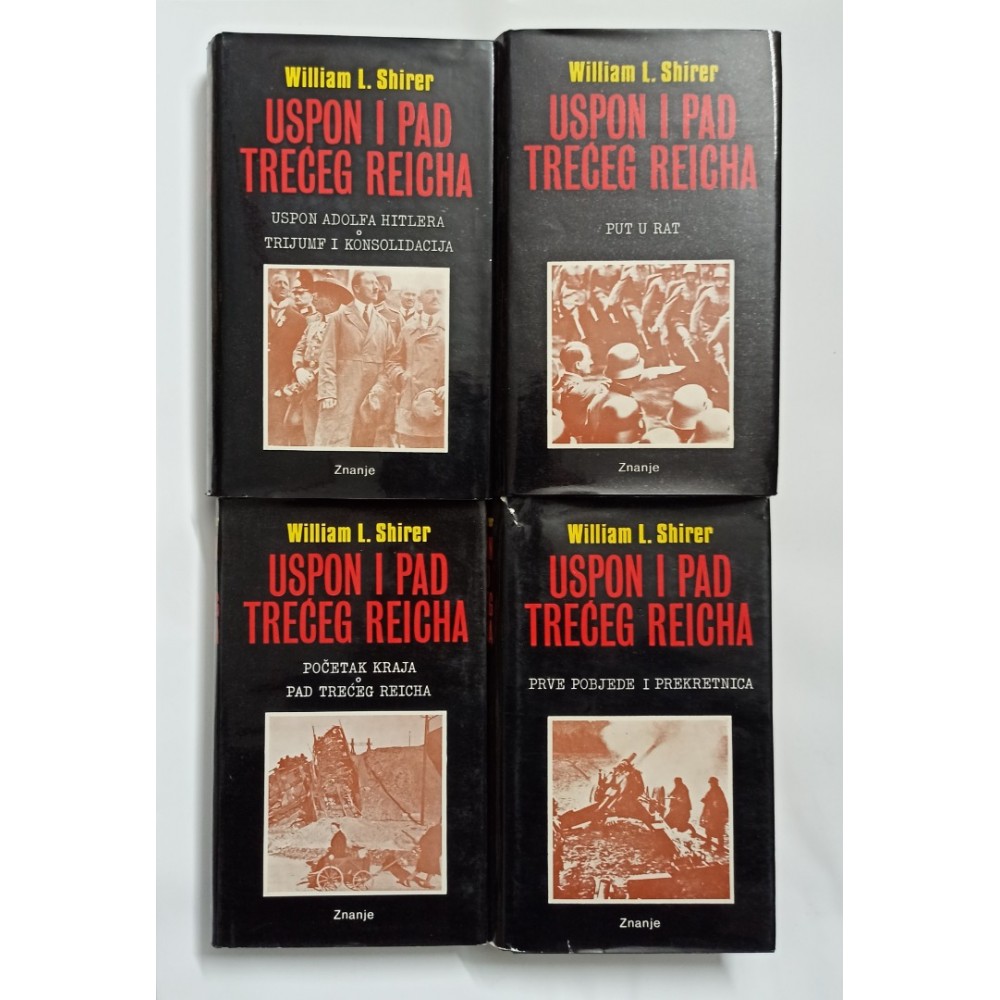 William L. Shirer
USPON I PAD
TREĆEG REICHA
USPON ADOLFA HITLERA
TRIJUMF I KONSOLIDACIJA
Znanje
William L. Shirer
USPON I PAD
TREĆEG REICHA
PUT U RAT
Znanje
William L. Shirer
USPON I PAD
TREĆEG REICHA
POČETAK KRAJA
PAD TREĆEG REICHA
Znanje
William L. Shirer
USPON I PAD
TREĆEG REICHA
PRVE POBJEDE I PREKRETNICA
Znanje